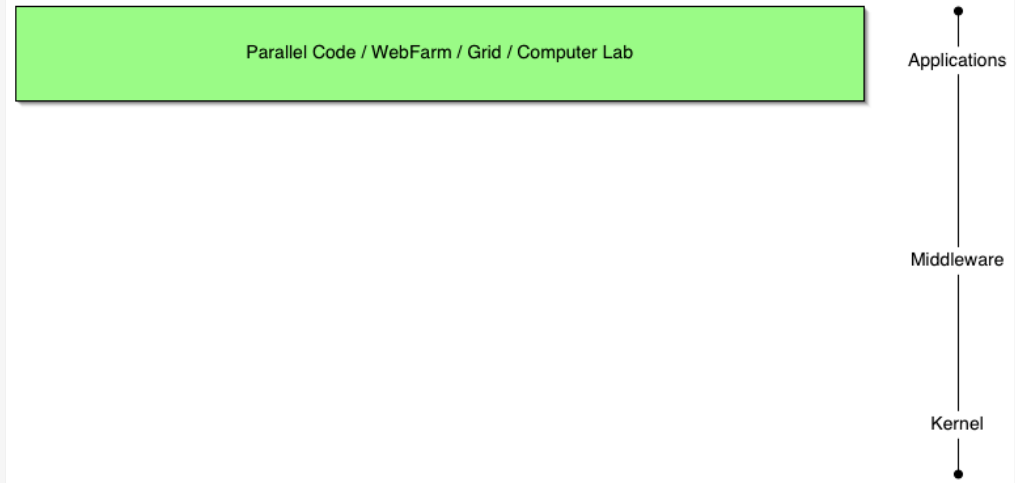 Parallel Code / WebFarm / Grid / Computer Lab
Applications
Middleware
Kernel